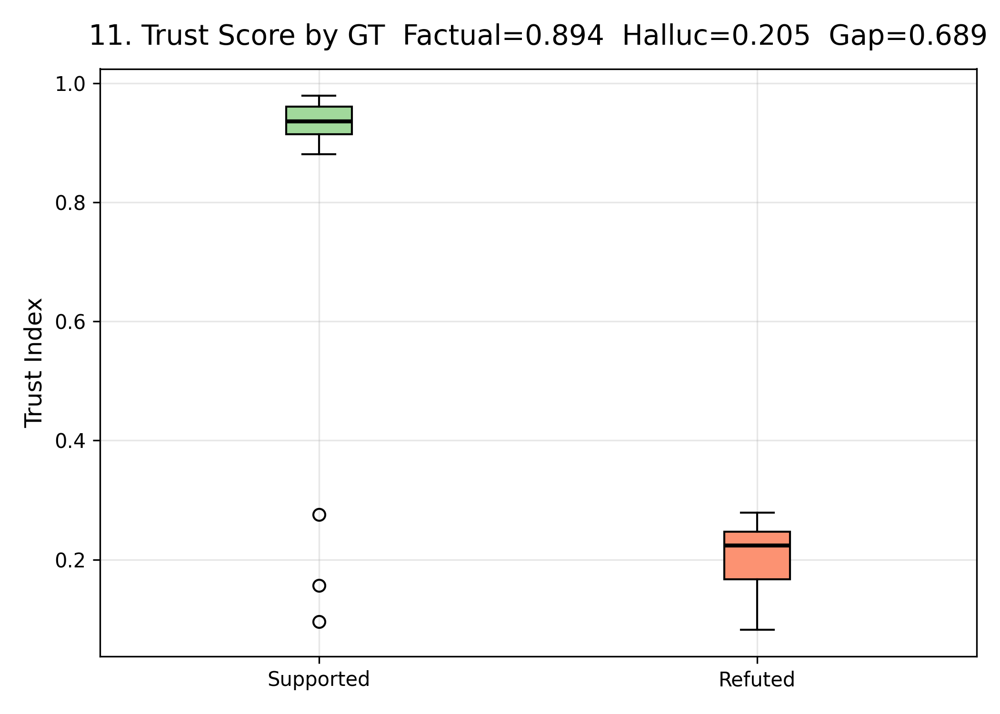 11. Trust Score by GT  Factual=0.894  Halluc=0.205  Gap=0.689
Trust Index
1.0
0.8
0.6
0.4
0.2
Supported
Refuted